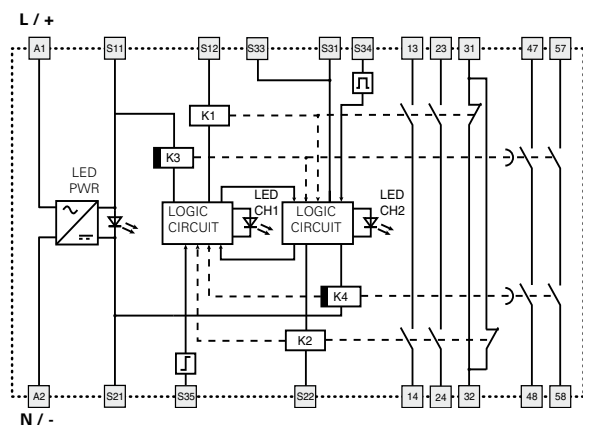 L / +
A1 S11 S12 S33 S31 S34 13 23 31 47 57
K1
K3
LED
PWR
LED
CH1
LED
CH2
LOGIC
CIRCUIT
LOGIC
CIRCUIT
K4
K2
A2 S21 S35 S22 14 24 32 48 58
N / -